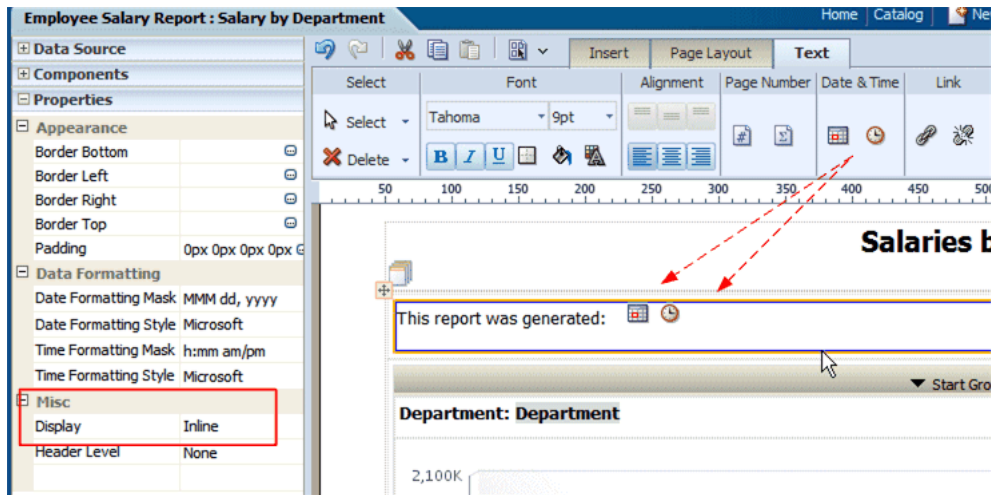 Employee Salary Report : Salary by Department
Home Catalog Ne
Data Source
Components
Properties
Appearance
Border Bottom
Border Left
Border Right
Border Top
Padding 0px 0px 0px 0px
Data Formatting
Date Formatting Mask MMM dd, yyyy
Date Formatting Style Microsoft
Time Formatting Mask h:mm am/pm
Time Formatting Style Microsoft
Misc
Display Inline
Header Level None
Insert Page Layout Text
Select Font Alignment Page Number Date & Time Link
Select Tahoma 9pt
Delete B I U
50 100 150 200 250 300 350 400 450 500
Salaries b
This report was generated:
Start Gro
Department: Department
2,100K